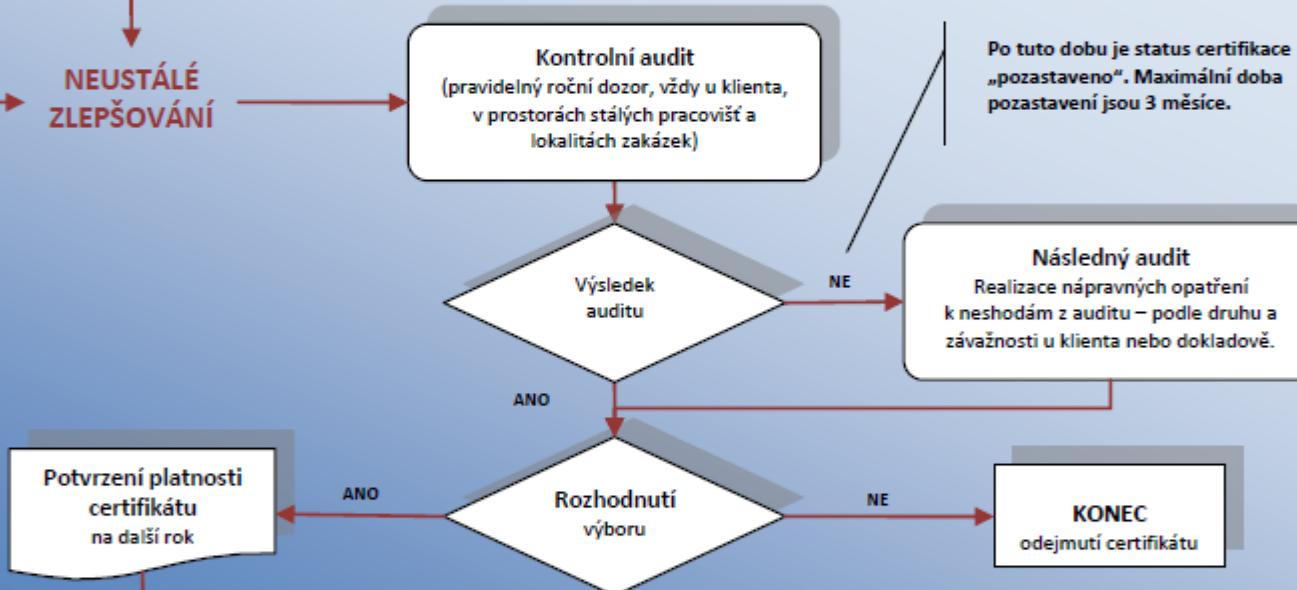 NEUSTÁLÉ
ZLEPŠOVÁNÍ
Kontrolní audit
(pravidelný roční dozor, vždy u klienta,
v prostorách stálých pracovišť a
lokalitách zakázek)
Po tuto dobu je status certifikace
„pozastaveno“. Maximální doba
pozastavení jsou 3 měsíce.
Výsledek
auditu
NE
Následný audit
Realizace nápravných opatření
k neshodám z auditu – podle druhu a
závažnosti u klienta nebo dokladově.
ANO
Potvrzení platnosti
certifikátu
na další rok
ANO
Rozhodnutí
výboru
NE
KONEC
odejmutí certifikátu